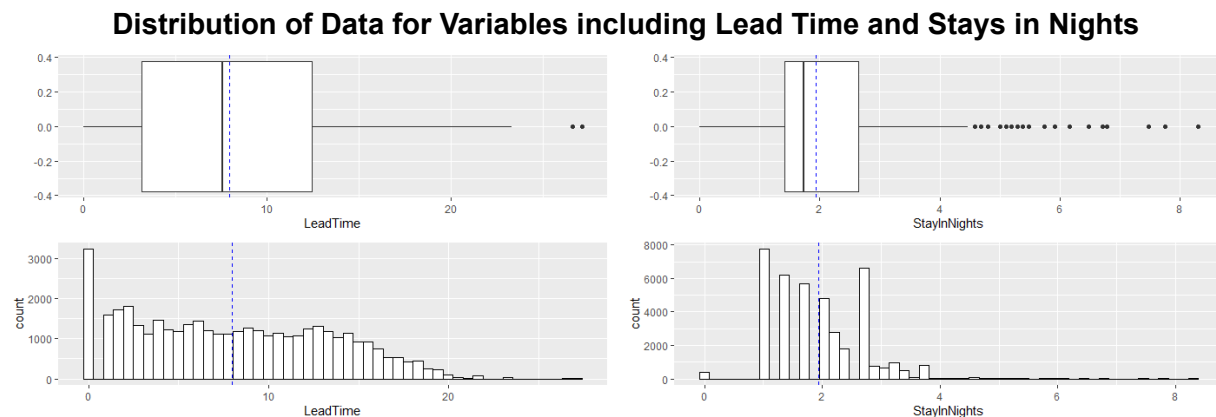 Distribution of Data for Variables including Lead Time and Stays in Nights
0.4
0.2
0.0
-0.2
-0.4
0 10 20
LeadTime
0.4
0.2
0.0
-0.2
-0.4
0 2 4 6 8
StayInNights
count
3000
2000
1000
0
0 10 20
LeadTime
count
8000
6000
4000
2000
0
0 2 4 6 8
StayInNights